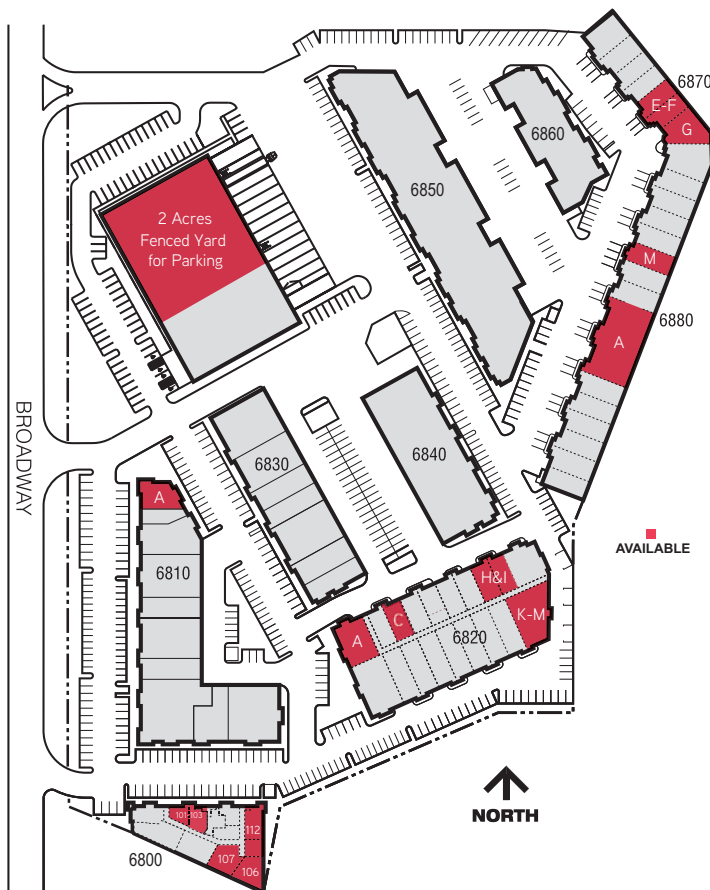 6870
E-F
G
6860
6850
2 Acres
Fenced Yard
for Parking
M
6880
A
BROADWAY
6830
6840
A
6810
AVAILABLE
H&I
C
K-M
A
6820
NORTH
101-103
112
6800
107
106